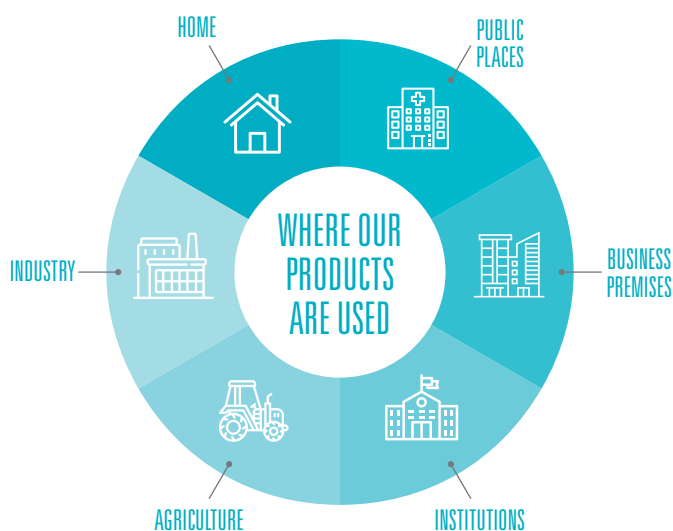 HOME
PUBLIC
PLACES
WHERE OUR
PRODUCTS
ARE USED
INDUSTRY
BUSINESS
PREMISES
AGRICULTURE
INSTITUTIONS